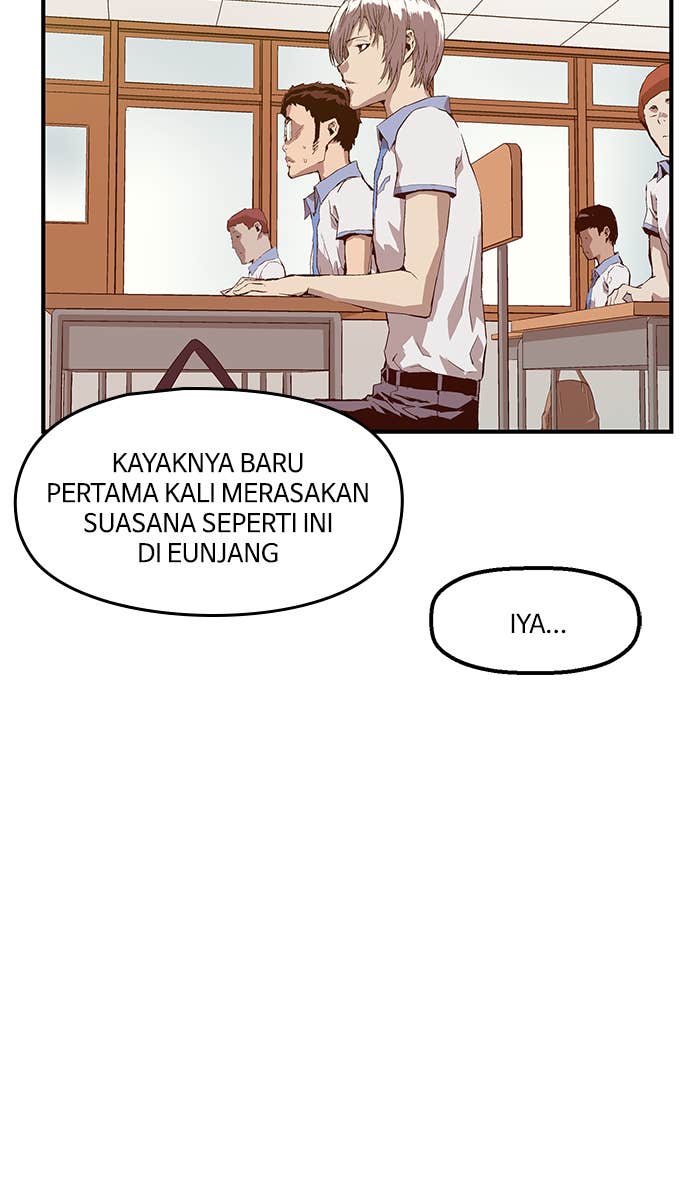 KAYAKNYA BARU
PERTAMA KALI MERASAKAN
SUASANA SEPERTI INI
DI EUNJANG
IYA...